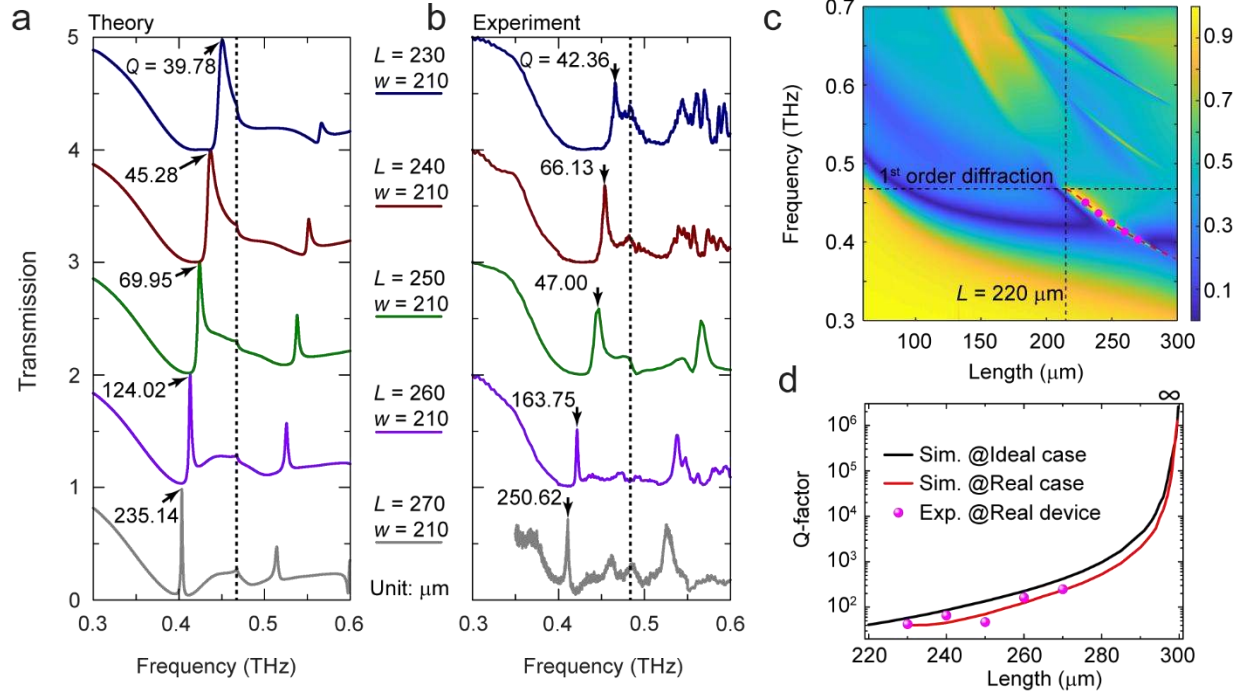 a
Theory
5
4
3
2
1
0
Transmission
Q = 39.78
45.28
69.95
124.02
235.14
0.3 0.4 0.5 0.6
Frequency (THz)
L = 230
w = 210
L = 240
w = 210
L = 250
w = 210
L = 260
w = 210
L = 270
w = 210
Unit: μm
b
Experiment
Q = 42.36
66.13
47.00
163.75
250.62
0.3 0.4 0.5 0.6
Frequency (THz)
c
0.7
0.6
0.5
0.4
0.3
Frequency (THz)
1st order diffraction
L = 220 μm
100 150 200 250 300
Length (μm)
0.9
0.7
0.5
0.3
0.1
d
∞
10⁶
10⁵
10⁴
10³
10²
Q-factor
Sim. @Ideal case
Sim. @Real case
Exp. @Real device
220 240 260 280 300
Length (μm)